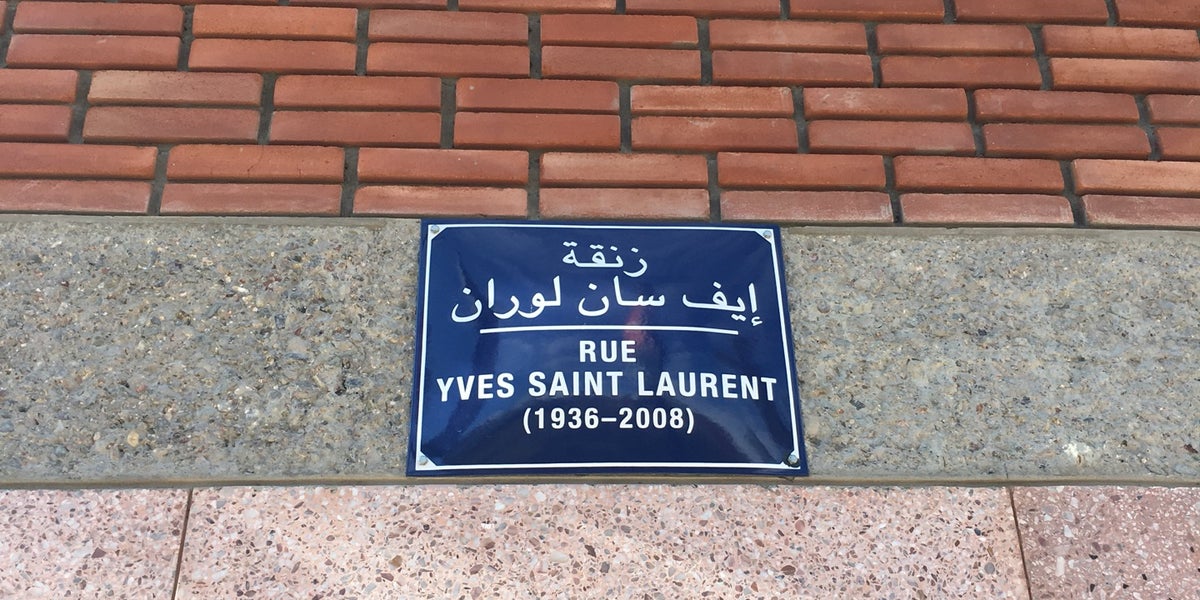 زنقة
إيف سان لوران
RUE
YVES SAINT LAURENT
(1936–2008)